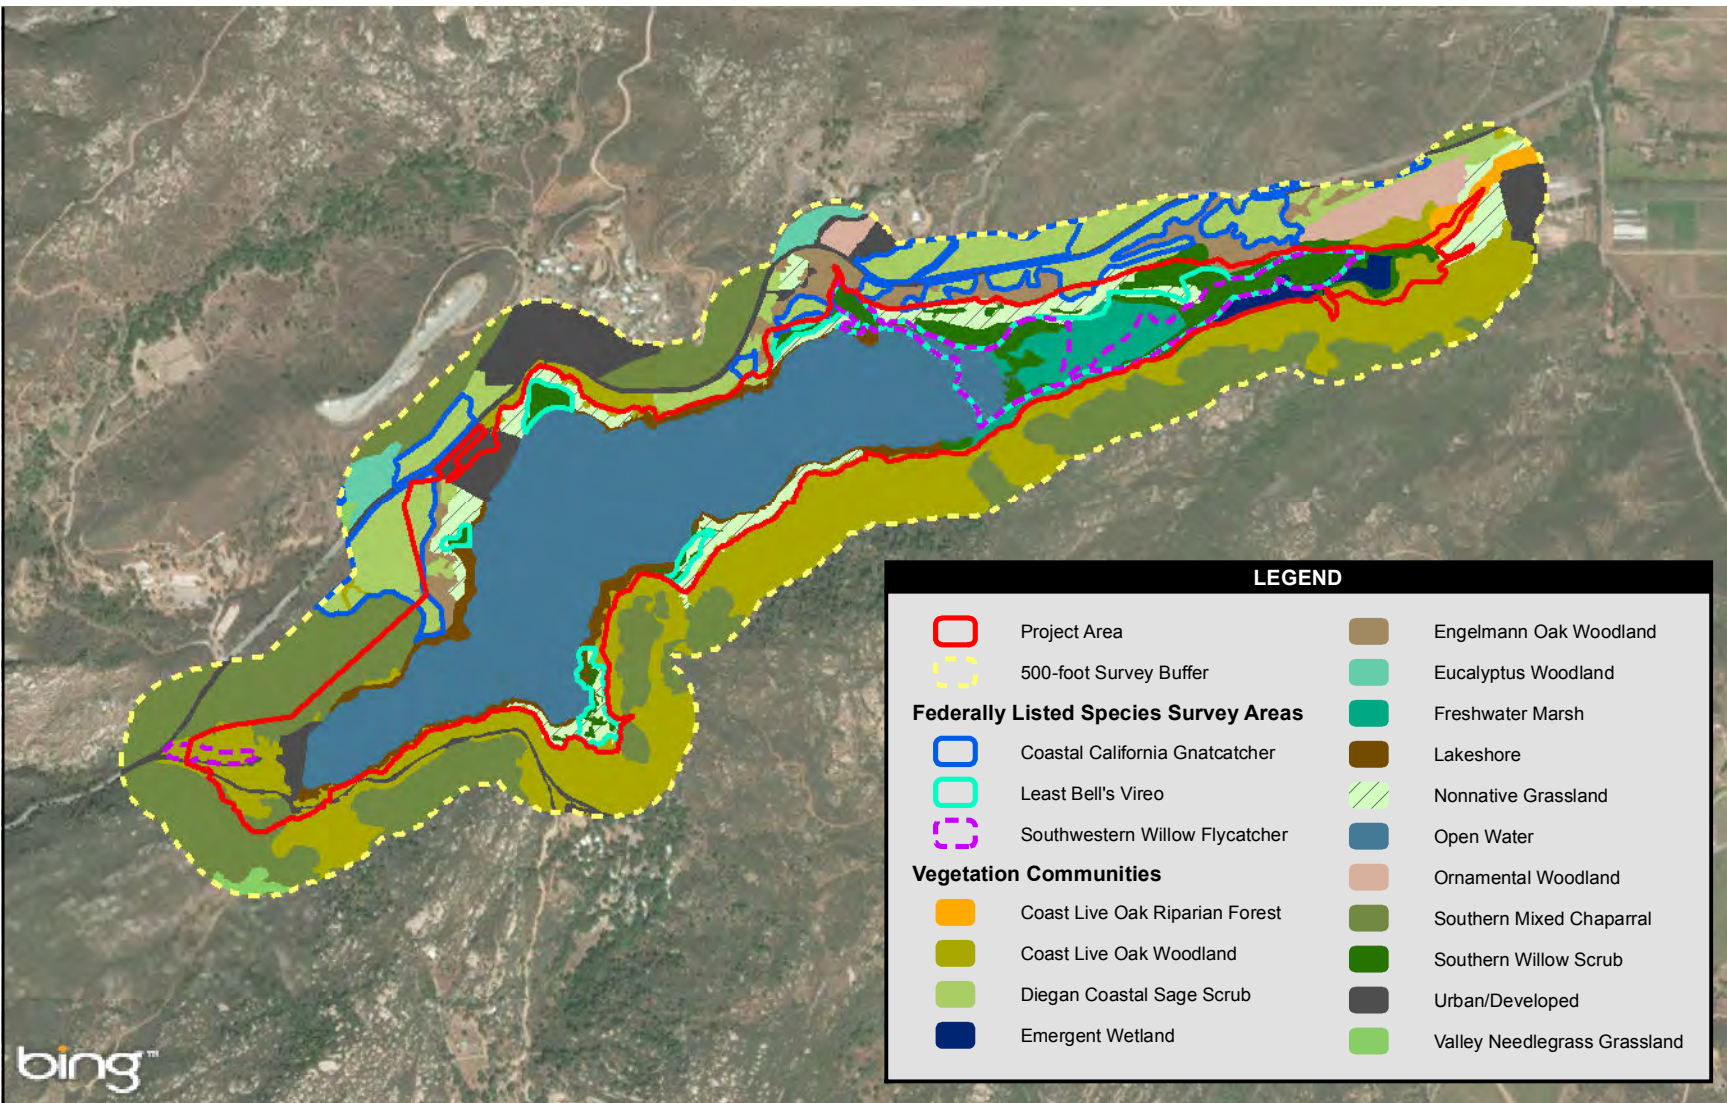 LEGEND
Project Area
500-foot Survey Buffer
Federally Listed Species Survey Areas
Coastal California Gnatcatcher
Least Bell's Vireo
Southwestern Willow Flycatcher
Vegetation Communities
Coast Live Oak Riparian Forest
Coast Live Oak Woodland
Diegan Coastal Sage Scrub
Emergent Wetland
Engelmann Oak Woodland
Eucalyptus Woodland
Freshwater Marsh
Lakeshore
Nonnative Grassland
Open Water
Ornamental Woodland
Southern Mixed Chaparral
Southern Willow Scrub
Urban/Developed
Valley Needlegrass Grassland
bing™